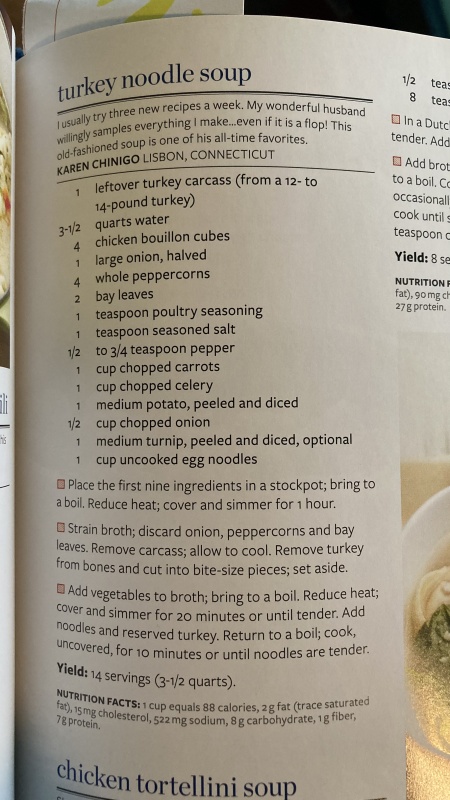 turkey noodle soup
I usually try three new recipes a week. My wonderful husband
willingly samples everything I make...even if it is a flop! This
old-fashioned soup is one of his all-time favorites.
KAREN CHINIGO LISBON, CONNECTICUT
1 leftover turkey carcass (from a 12- to
14-pound turkey)
3-1/2 quarts water
4 chicken bouillon cubes
1 large onion, halved
4 whole peppercorns
2 bay leaves
1 teaspoon poultry seasoning
1 teaspoon seasoned salt
1/2 to 3/4 teaspoon pepper
1 cup chopped carrots
1 cup chopped celery
1 medium potato, peeled and diced
1/2 cup chopped onion
1 medium turnip, peeled and diced, optional
1 cup uncooked egg noodles
Place the first nine ingredients in a stockpot; bring to
a boil. Reduce heat; cover and simmer for 1 hour.
Strain broth; discard onion, peppercorns and bay
leaves. Remove carcass; allow to cool. Remove turkey
from bones and cut into bite-size pieces; set aside.
Add vegetables to broth; bring to a boil. Reduce heat;
cover and simmer for 20 minutes or until tender. Add
noodles and reserved turkey. Return to a boil; cook,
uncovered, for 10 minutes or until noodles are tender.
Yield: 14 servings (3-1/2 quarts).
NUTRITION FACTS: 1 cup equals 88 calories, 2 g fat (trace saturated
fat), 15 mg cholesterol, 522 mg sodium, 8 g carbohydrate, 1 g fiber,
7 g protein.
chicken tortellini soup
1/2 teas
8 teas
In a Dutc
tender. Add
Add brot
to a boil. Co
occasionall
cook until s
teaspoon c
Yield: 8 se
NUTRITION F
fat), 90 mg ch
27 g protein.